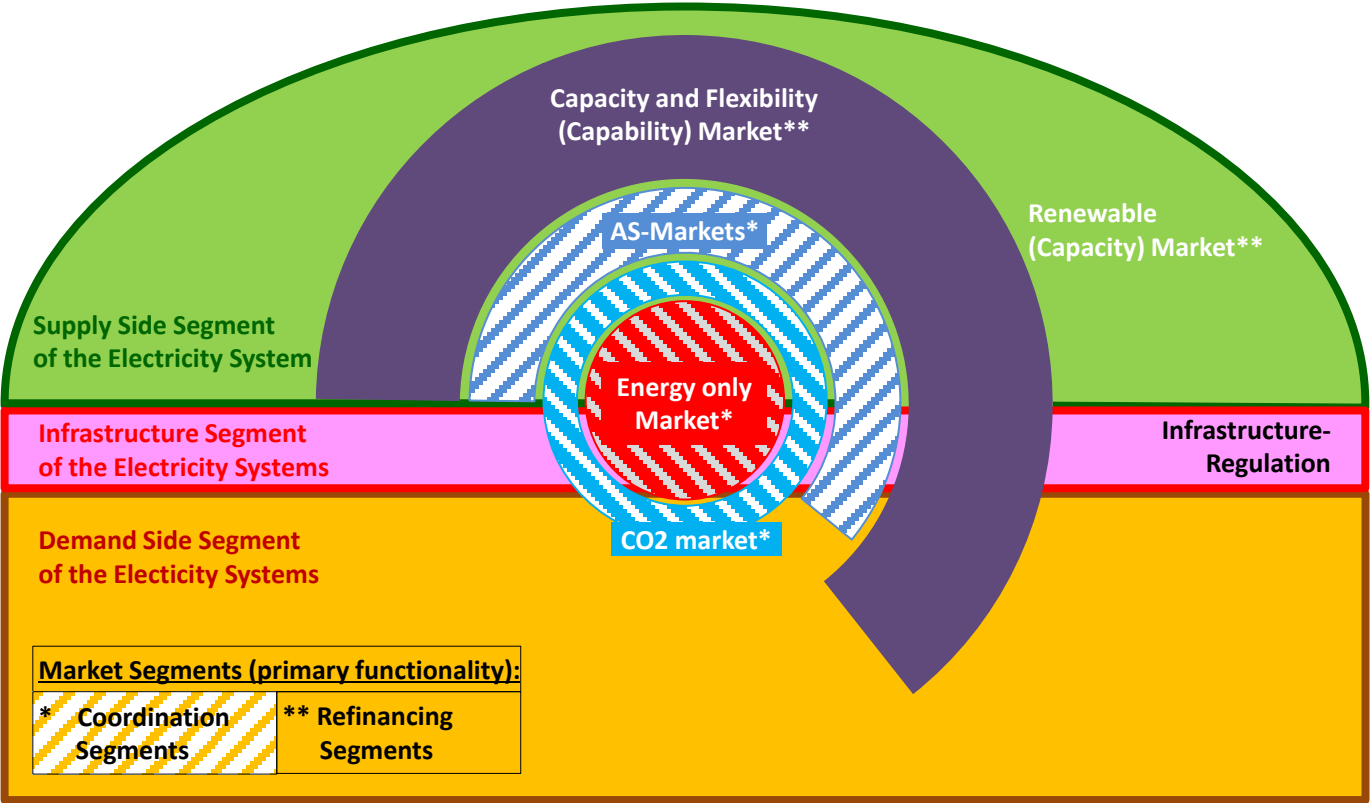 Capacity and Flexibility
(Capability) Market**
Renewable
(Capacity) Market**
AS-Markets*
Supply Side Segment
of the Electricity System
Energy only
Market*
Infrastructure Segment
of the Electricity Systems
Infrastructure-
Regulation
CO2 market*
Demand Side Segment
of the Electicity Systems
Market Segments (primary functionality):
* Coordination
Segments
** Refinancing
Segments